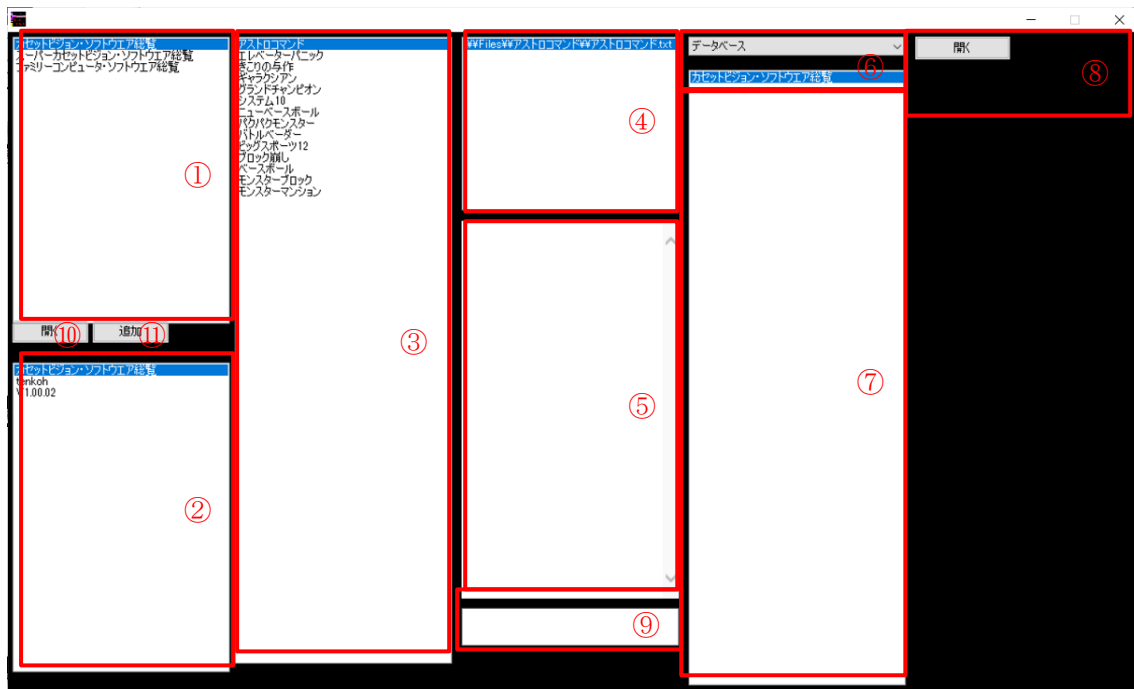 カセットビジョン・ソフトウエア総覧
スーパーカセットビジョン・ソフトウエア総覧
ファミリーコンピュータ・ソフトウエア総覧
①
開く
⑩
追加
⑪
カセットビジョン・ソフトウエア総覧
tenkoh
V1.00.02
②
アストロコマンド
エレベーターパニック
きこりの与作
ギャラクシアン
グランドチャンピオン
システム10
ニューベースボール
パクパクモンスター
バトルベーダー
ビッグスポーツ12
ブロック崩し
ベースボール
モンスターブロック
モンスターマンション
③
¥¥Files¥¥アストロコマンド¥¥アストロコマンド.txt
④
⑤
⑨
データベース
⑥
カセットビジョン・ソフトウエア総覧
⑦
開く
⑧